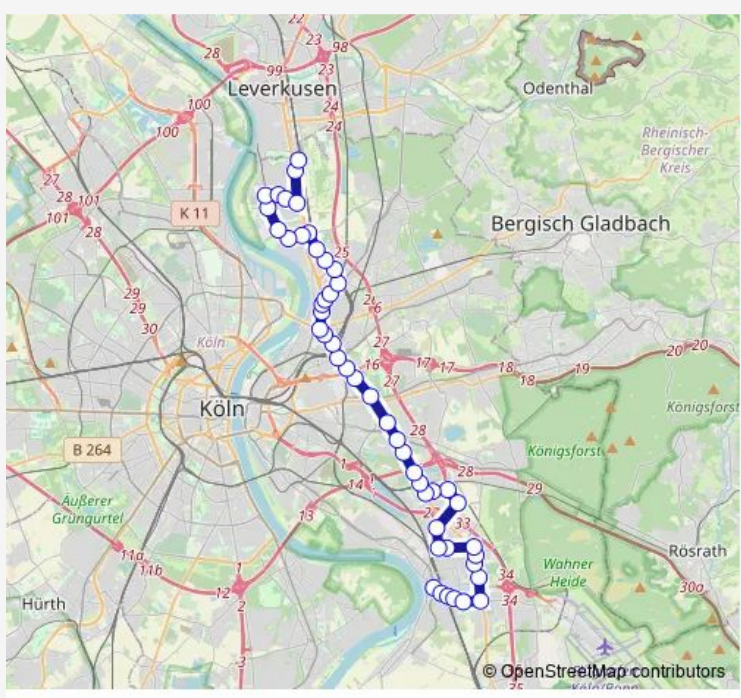 22
28
23
98
99
23
Leverkusen
24
24
Odenthal
100
100
Rheinisch-
Bergischer
Kreis
27
28
101
101
28
K 11
Bergisch Gladbach
25
29
29
30
26
Köln
27
16
17
17
18
18
19
20
20
27
Köln
Königsforst
28
B 264
Königsforst
1
14
28
29
Äußerer
Grüngürtel
13
33
11a
11b
Rösrath
Wahner
Heide
1
12
2
34
34
30a
Hürth
3
© OpenStreetMap contributors
Köln/Bonn
35